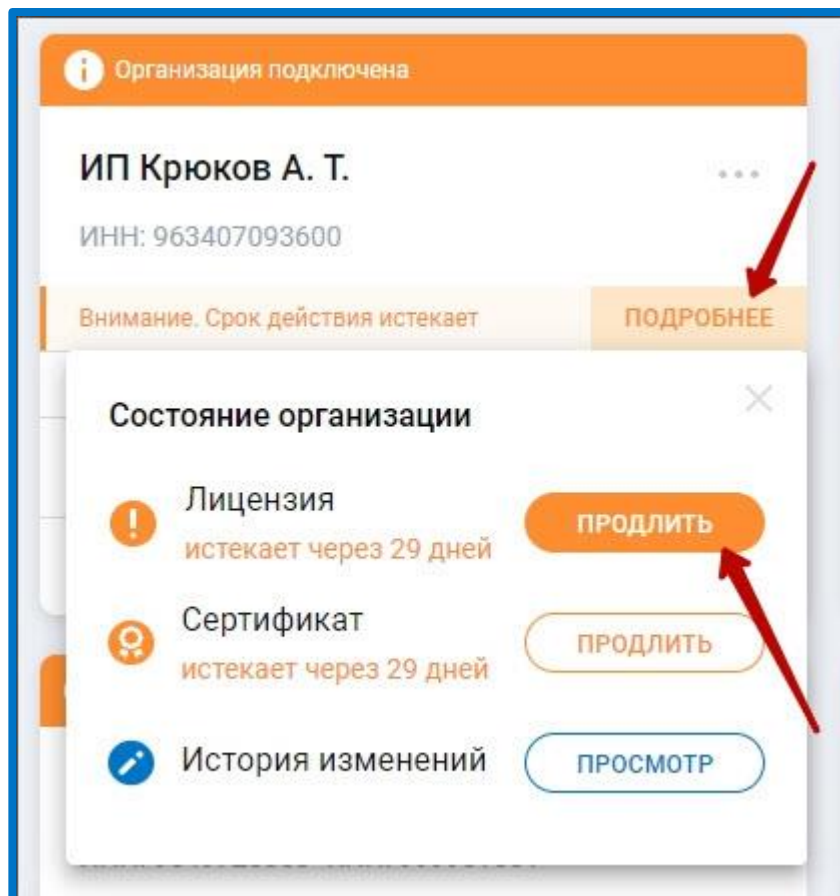 Организация подключена
ИП Крюков А. Т.
ИНН: 963407093600
Внимание. Срок действия истекает ПОДРОБНЕЕ
Состояние организации
Лицензия
истекает через 29 дней
ПРОДЛИТЬ
Сертификат
истекает через 29 дней
ПРОДЛИТЬ
История изменений
ПРОСМОТР